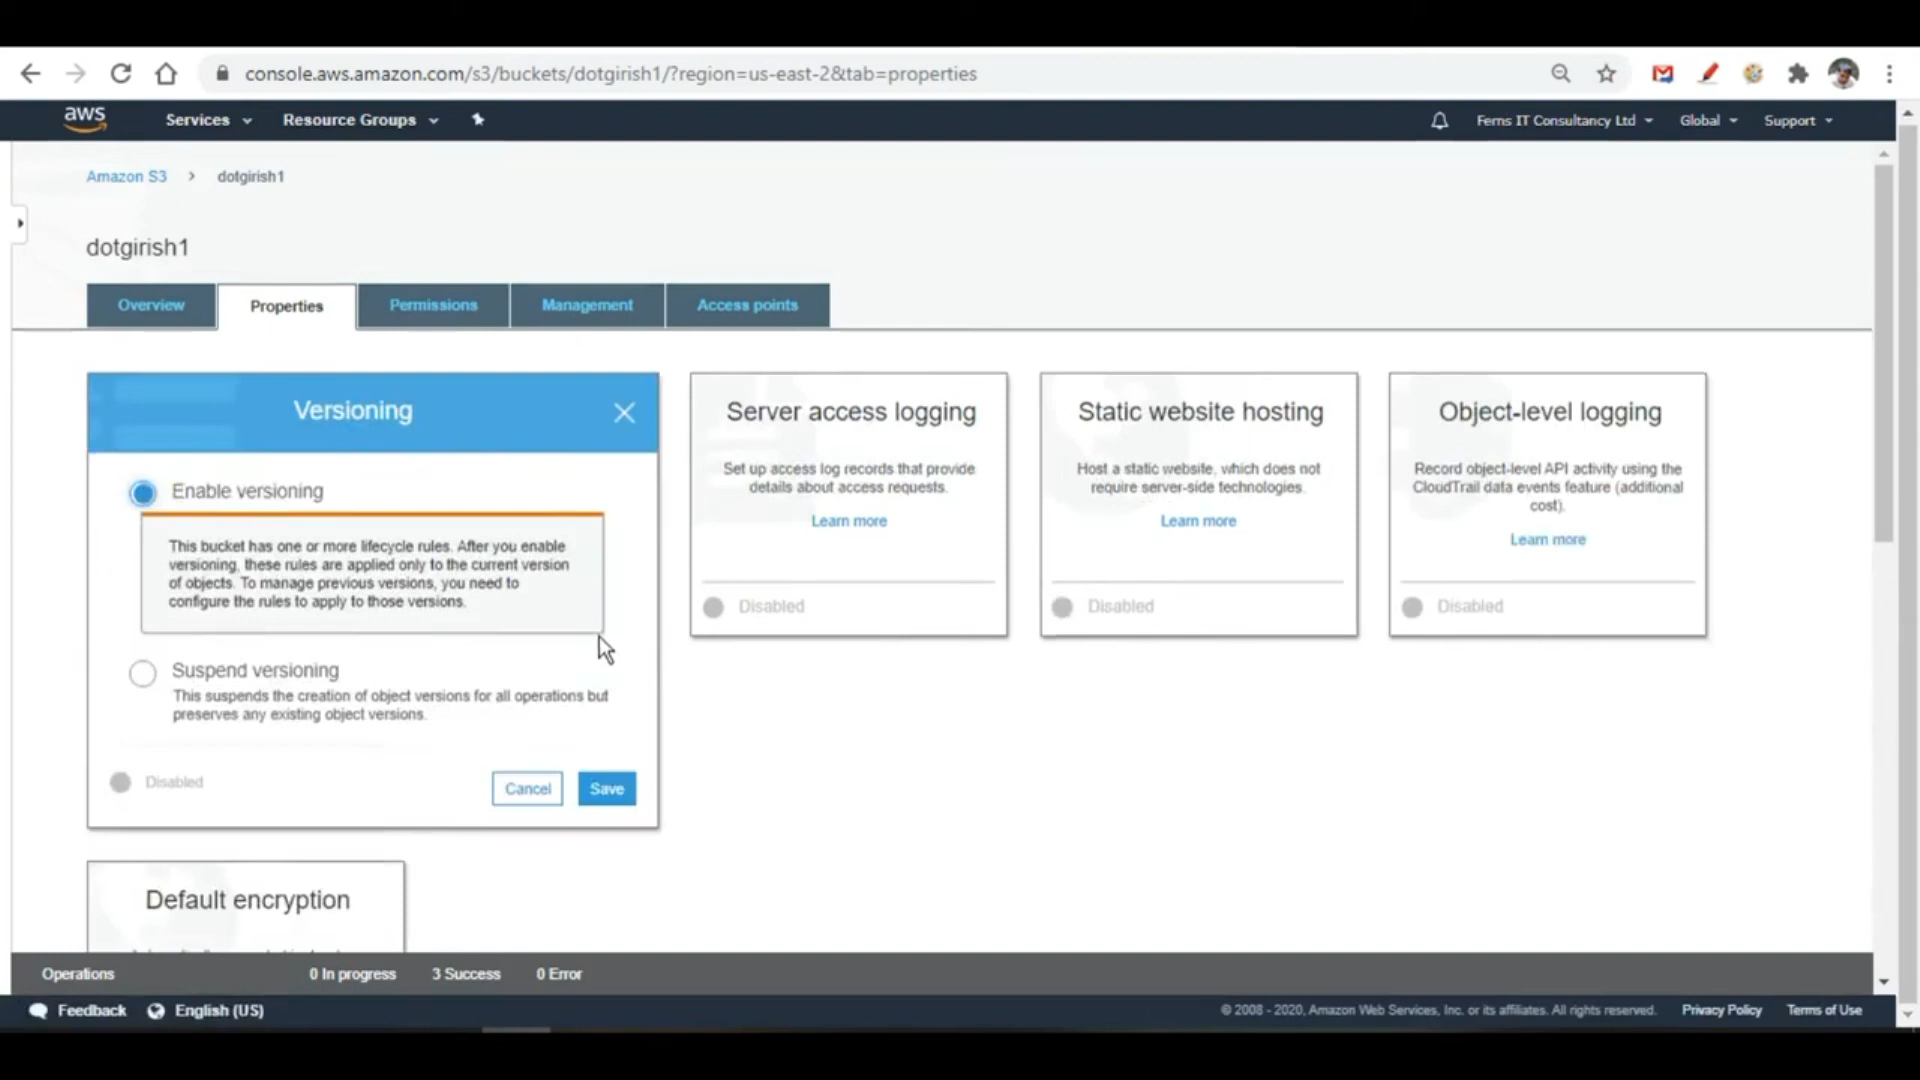 console.aws.amazon.com/s3/buckets/dotgirish1/?region=us-east-2&tab=properties
aws Services Resource Groups Ferns IT Consultancy Ltd Global Support
Amazon S3 > dotgirish1
dotgirish1
Overview Properties Permissions Management Access points
Versioning
Enable versioning
This bucket has one or more lifecycle rules. After you enable
versioning, these rules are applied only to the current version
of objects. To manage previous versions, you need to
configure the rules to apply to those versions.
Suspend versioning
This suspends the creation of object versions for all operations but
preserves any existing object versions.
Disabled Cancel Save
Server access logging
Set up access log records that provide
details about access requests.
Learn more
Disabled
Static website hosting
Host a static website, which does not
require server-side technologies.
Learn more
Disabled
Object-level logging
Record object-level API activity using the
CloudTrail data events feature (additional
cost).
Learn more
Disabled
Default encryption
Operations 0 In progress 3 Success 0 Error
Feedback English (US) © 2008 - 2020, Amazon Web Services, Inc. or its affiliates. All rights reserved. Privacy Policy Terms of Use